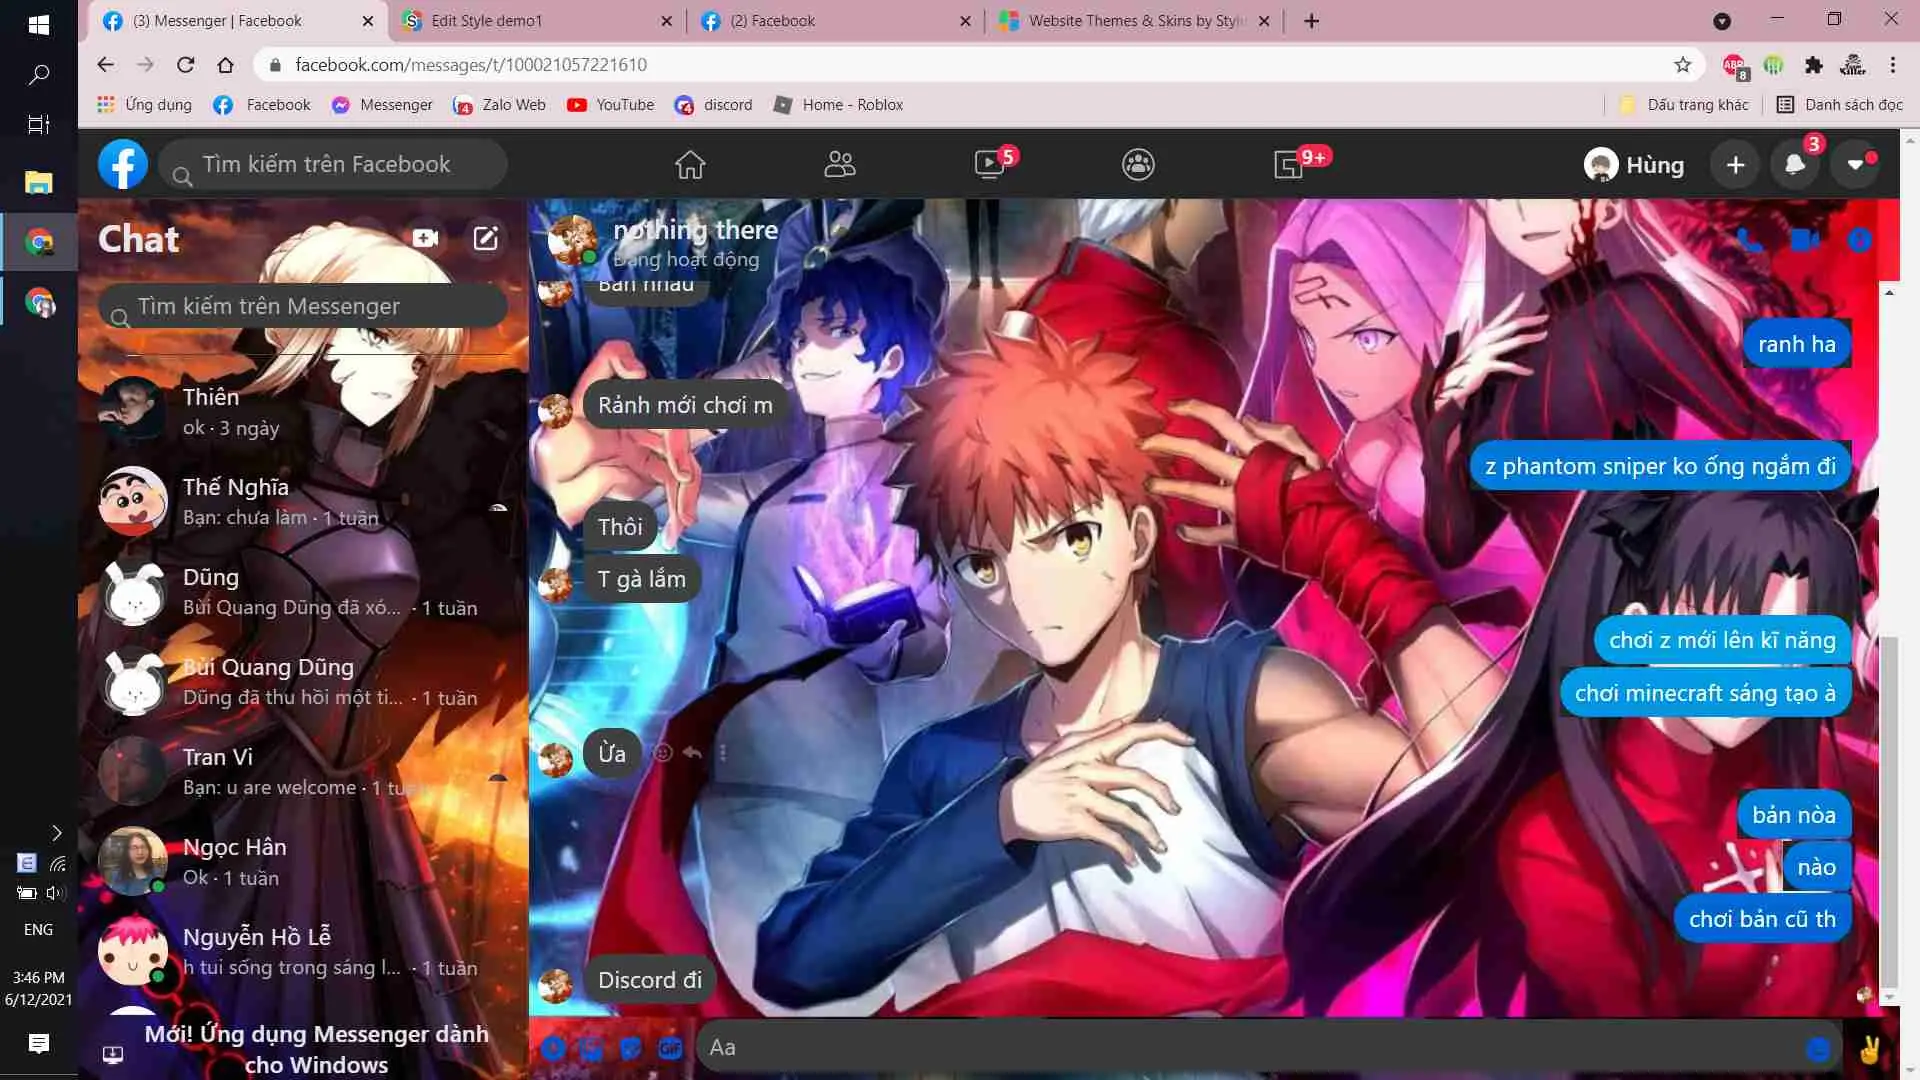 (3) Messenger | Facebook
Edit Style demo1
(2) Facebook
Website Themes & Skins by Styl
facebook.com/messages/t/100021057221610
ABP
8
Ứng dụng
Facebook
Messenger
4
Zalo Web
YouTube
4
discord
Home - Roblox
Dấu trang khác
Danh sách đọc
Tìm kiếm trên Facebook
5
9+
Hùng
3
Chat
nothing there
Đang hoạt động
Tìm kiếm trên Messenger
Thiên
ok · 3 ngày
Thế Nghĩa
Bạn: chưa làm · 1 tuần
Dũng
Bùi Quang Dũng đã xó... · 1 tuần
Bùi Quang Dũng
Dũng đã thu hồi một ti... · 1 tuần
Tran Vi
Bạn: u are welcome · 1 tuần
Ngọc Hân
Ok · 1 tuần
Nguyễn Hồ Lễ
h tui sống trong sáng l... · 1 tuần
Mới! Ứng dụng Messenger dành
cho Windows
ranh ha
Rảnh mới chơi m
z phantom sniper ko ống ngắm đi
Thôi
T gà lắm
chơi z mới lên kĩ năng
chơi minecraft sáng tạo à
Ừa
bản nòa
nào
chơi bản cũ th
Discord đi
GIF
Aa
ENG
3:46 PM
6/12/2021